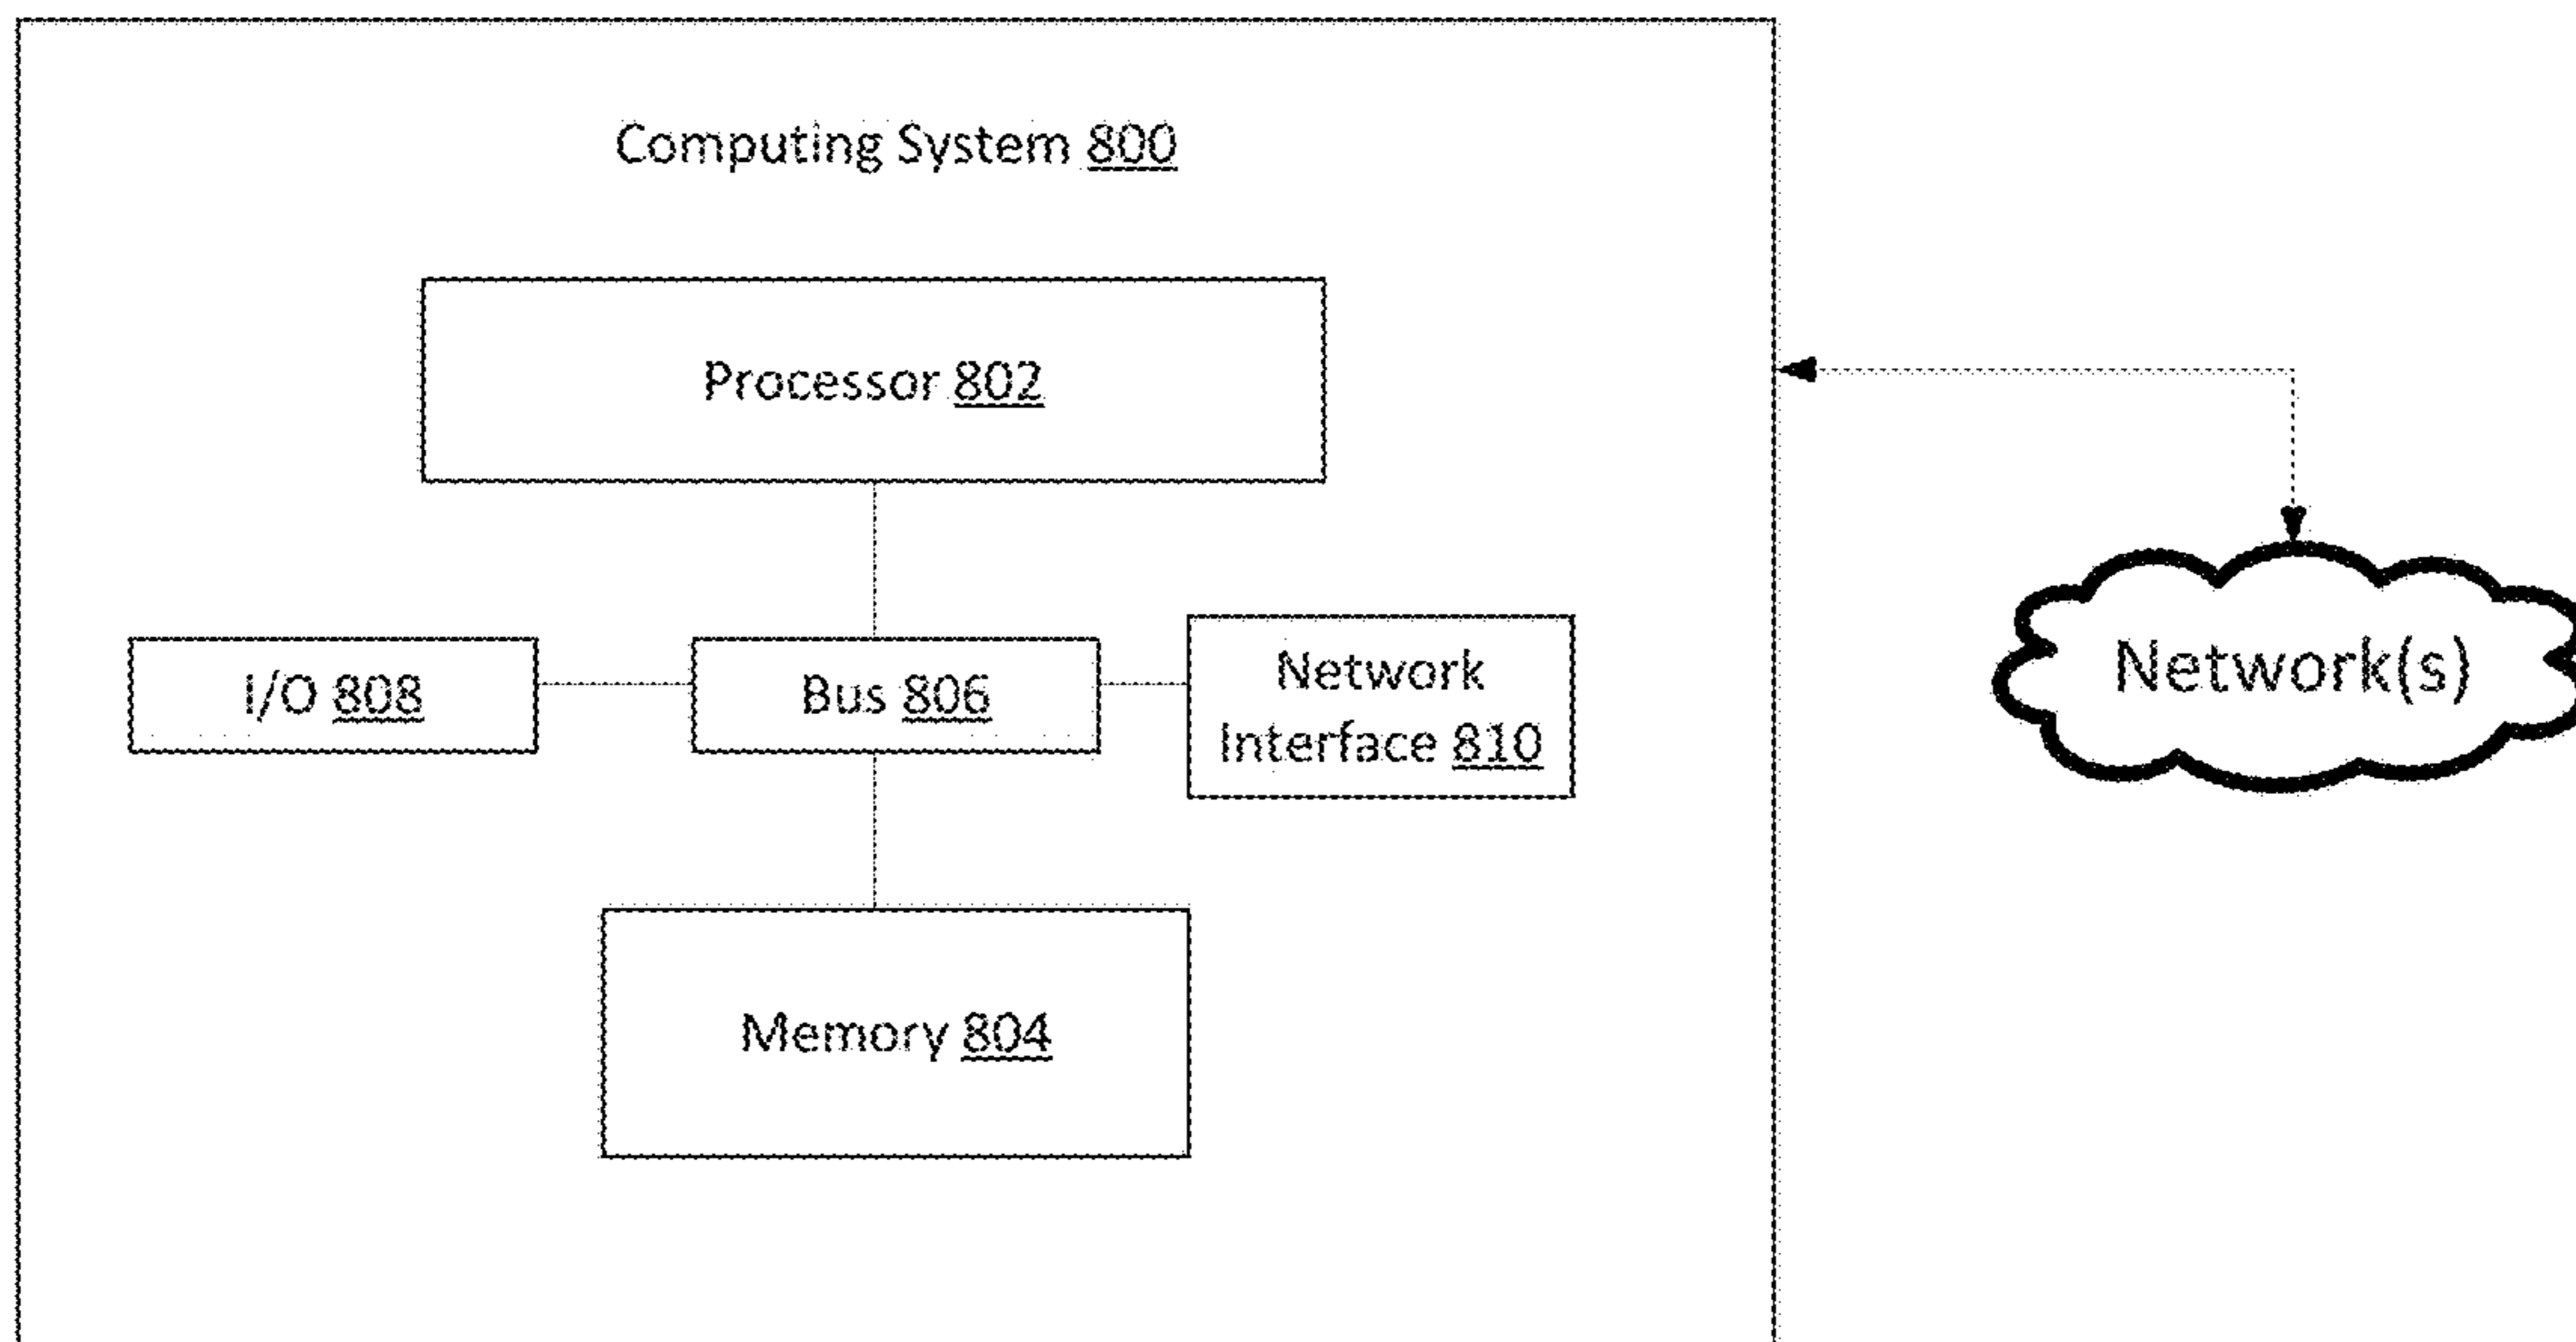 Computing System 800
Processor 802
I/O 808
Bus 806
Network
Interface 810
Network(s)
Memory 804